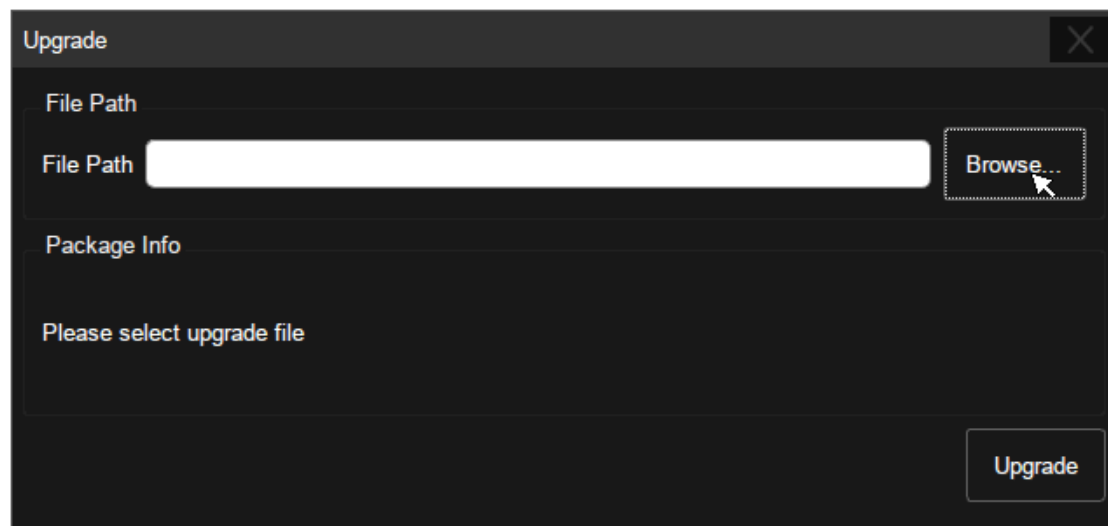 Upgrade
File Path
File Path
Browse...
Package Info
Please select upgrade file
Upgrade